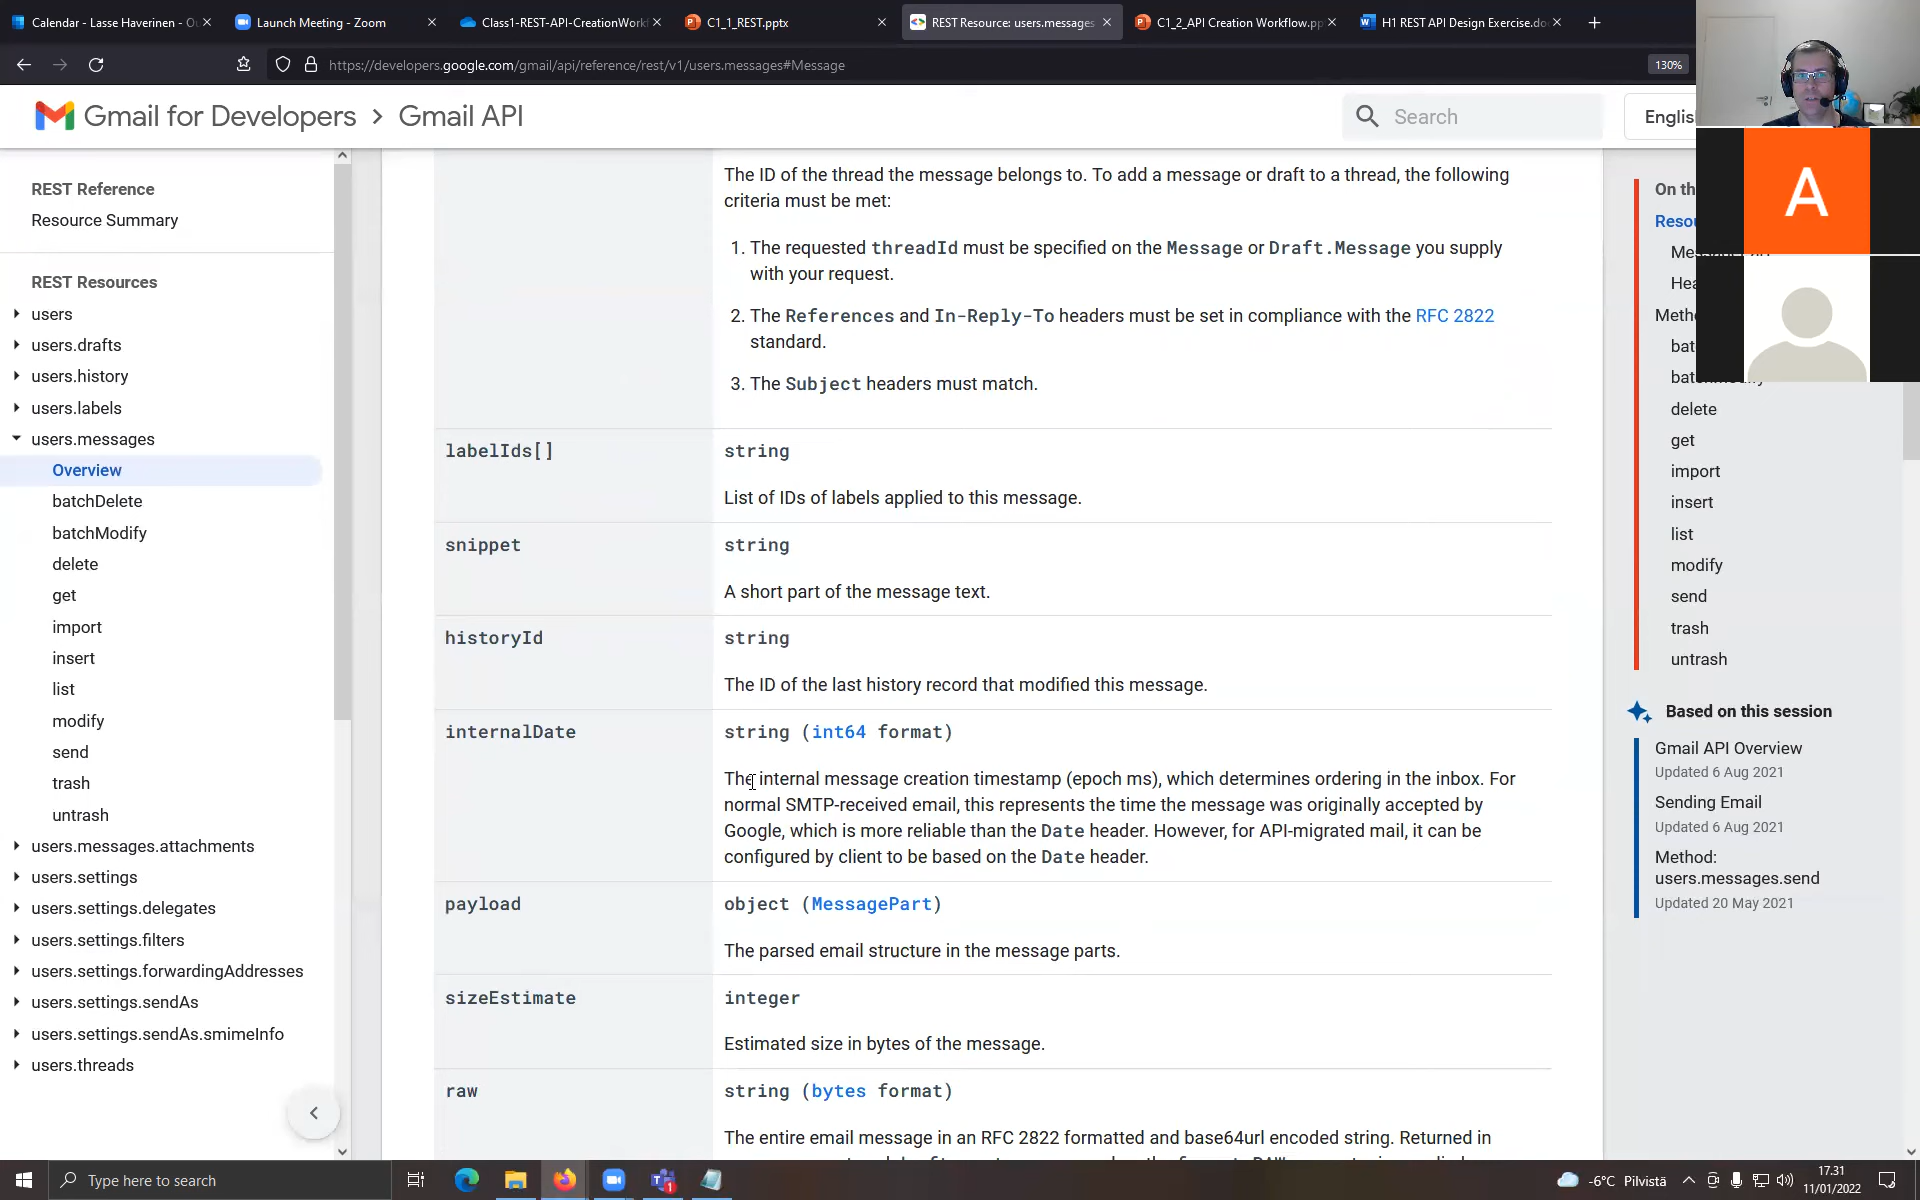 Calendar - Lasse Haverinen - Ou
Launch Meeting - Zoom
Class1-REST-API-CreationWorkf
C1_1_REST.pptx
REST Resource: users.messages
C1_2_API Creation Workflow.pp
H1 REST API Design Exercise.do
https://developers.google.com/gmail/api/reference/rest/v1/users.messages#Message
130%
Gmail for Developers > Gmail API
Search
English
REST Reference
Resource Summary
REST Resources
users
users.drafts
users.history
users.labels
users.messages
Overview
batchDelete
batchModify
delete
get
import
insert
list
modify
send
trash
untrash
users.messages.attachments
users.settings
users.settings.delegates
users.settings.filters
users.settings.forwardingAddresses
users.settings.sendAs
users.settings.sendAs.smimeInfo
users.threads
The ID of the thread the message belongs to. To add a message or draft to a thread, the following
criteria must be met:
1. The requested threadId must be specified on the Message or Draft.Message you supply
with your request.
2. The References and In-Reply-To headers must be set in compliance with the RFC 2822
standard.
3. The Subject headers must match.
labelIds[]
string
List of IDs of labels applied to this message.
snippet
string
A short part of the message text.
historyId
string
The ID of the last history record that modified this message.
internalDate
string (int64 format)
The internal message creation timestamp (epoch ms), which determines ordering in the inbox. For
normal SMTP-received email, this represents the time the message was originally accepted by
Google, which is more reliable than the Date header. However, for API-migrated mail, it can be
configured by client to be based on the Date header.
payload
object (MessagePart)
The parsed email structure in the message parts.
sizeEstimate
integer
Estimated size in bytes of the message.
raw
string (bytes format)
The entire email message in an RFC 2822 formatted and base64url encoded string. Returned in
On th
Resou
Hea
Metho
bat
delete
get
import
insert
list
modify
send
trash
untrash
Based on this session
Gmail API Overview
Updated 6 Aug 2021
Sending Email
Updated 6 Aug 2021
Method:
users.messages.send
Updated 20 May 2021
A
Type here to search
1
-6°C Pilvistä
17.31
11/01/2022